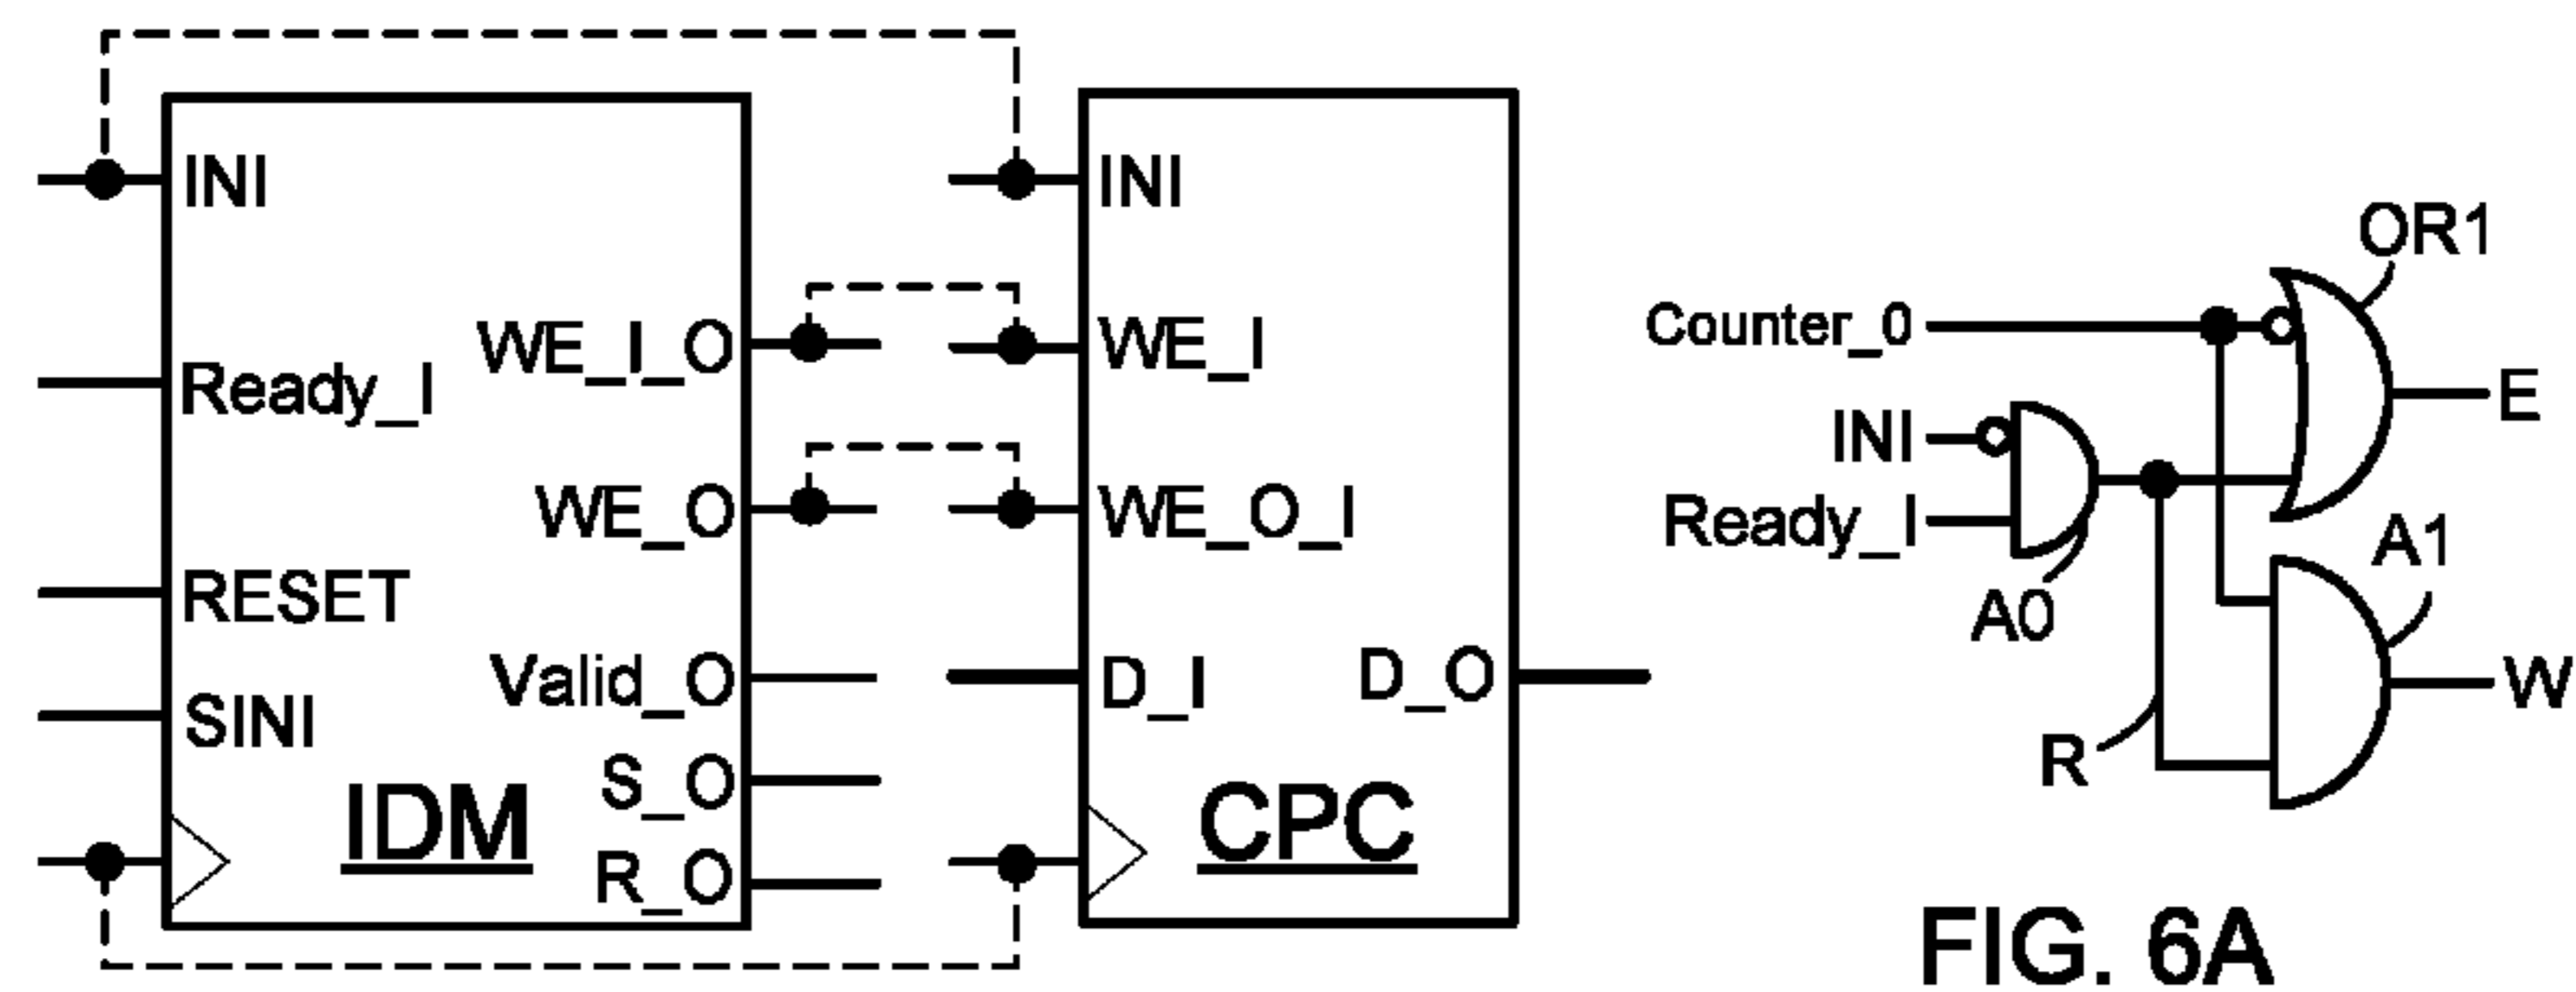 INI
Ready_I
RESET
SINI
WE_I_O
WE_O
Valid_O
S_O
R_O
IDM
INI
WE_I
WE_O_I
D_I
D_O
CPC
OR1
Counter_0
E
INI
Ready_I
A0
A1
R
W
FIG. 6A